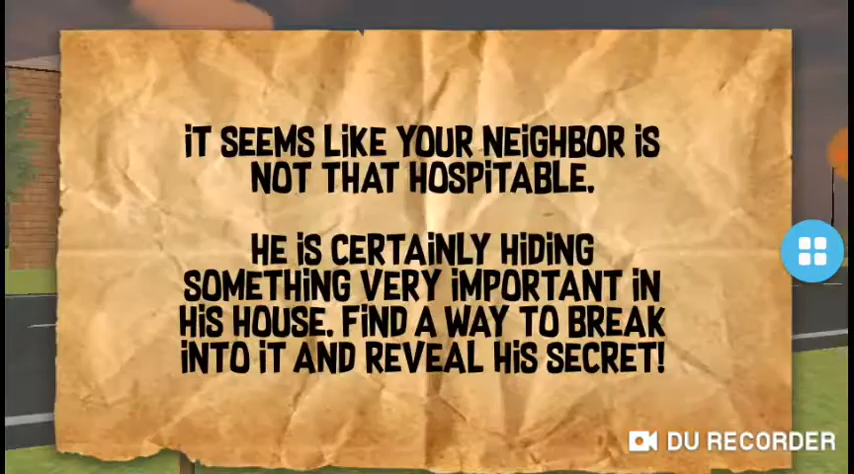 IT SEEMS LIKE YOUR NEIGHBOR IS
NOT THAT HOSPITABLE.
HE IS CERTAINLY HIDING
SOMETHING VERY IMPORTANT IN
HIS HOUSE. FIND A WAY TO BREAK
INTO IT AND REVEAL HIS SECRET!
DU RECORDER